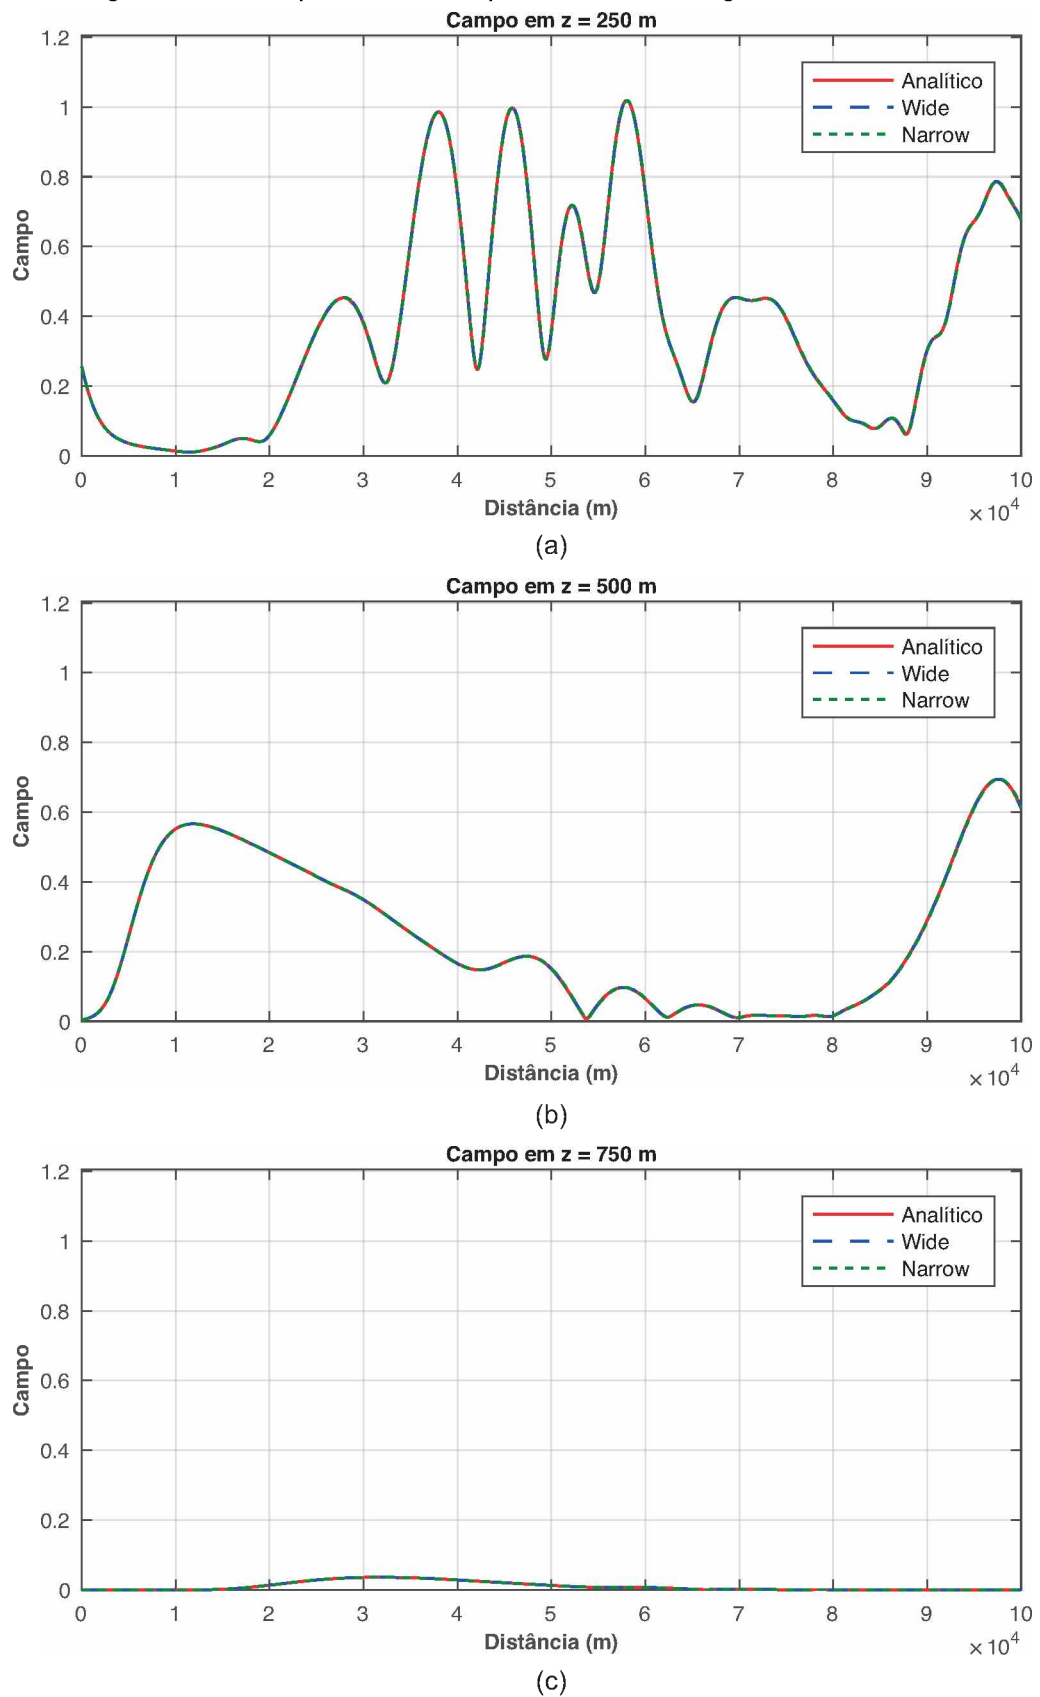 Campo em z = 250 m
1.2
1
0.8
0.6
0.4
0.2
0
Campo
Analítico
Wide
Narrow
0 1 2 3 4 5 6 7 8 9 10
Distância (m)
×10⁴
(a)
Campo em z = 500 m
1.2
1
0.8
0.6
0.4
0.2
0
Campo
Analítico
Wide
Narrow
0 1 2 3 4 5 6 7 8 9 10
Distância (m)
×10⁴
(b)
Campo em z = 750 m
1.2
1
0.8
0.6
0.4
0.2
0
Campo
Analítico
Wide
Narrow
0 1 2 3 4 5 6 7 8 9 10
Distância (m)
×10⁴
(c)